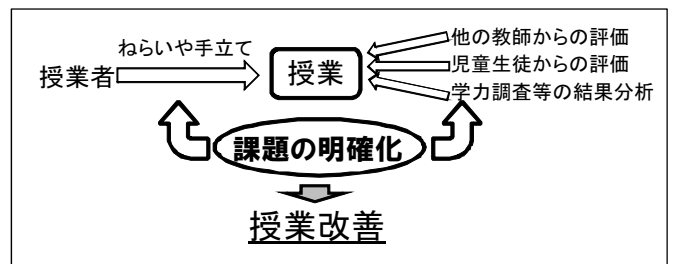 ねらいや手立て
授業者
授業
他の教師からの評価
児童生徒からの評価
学力調査等の結果分析
課題の明確化
授業改善